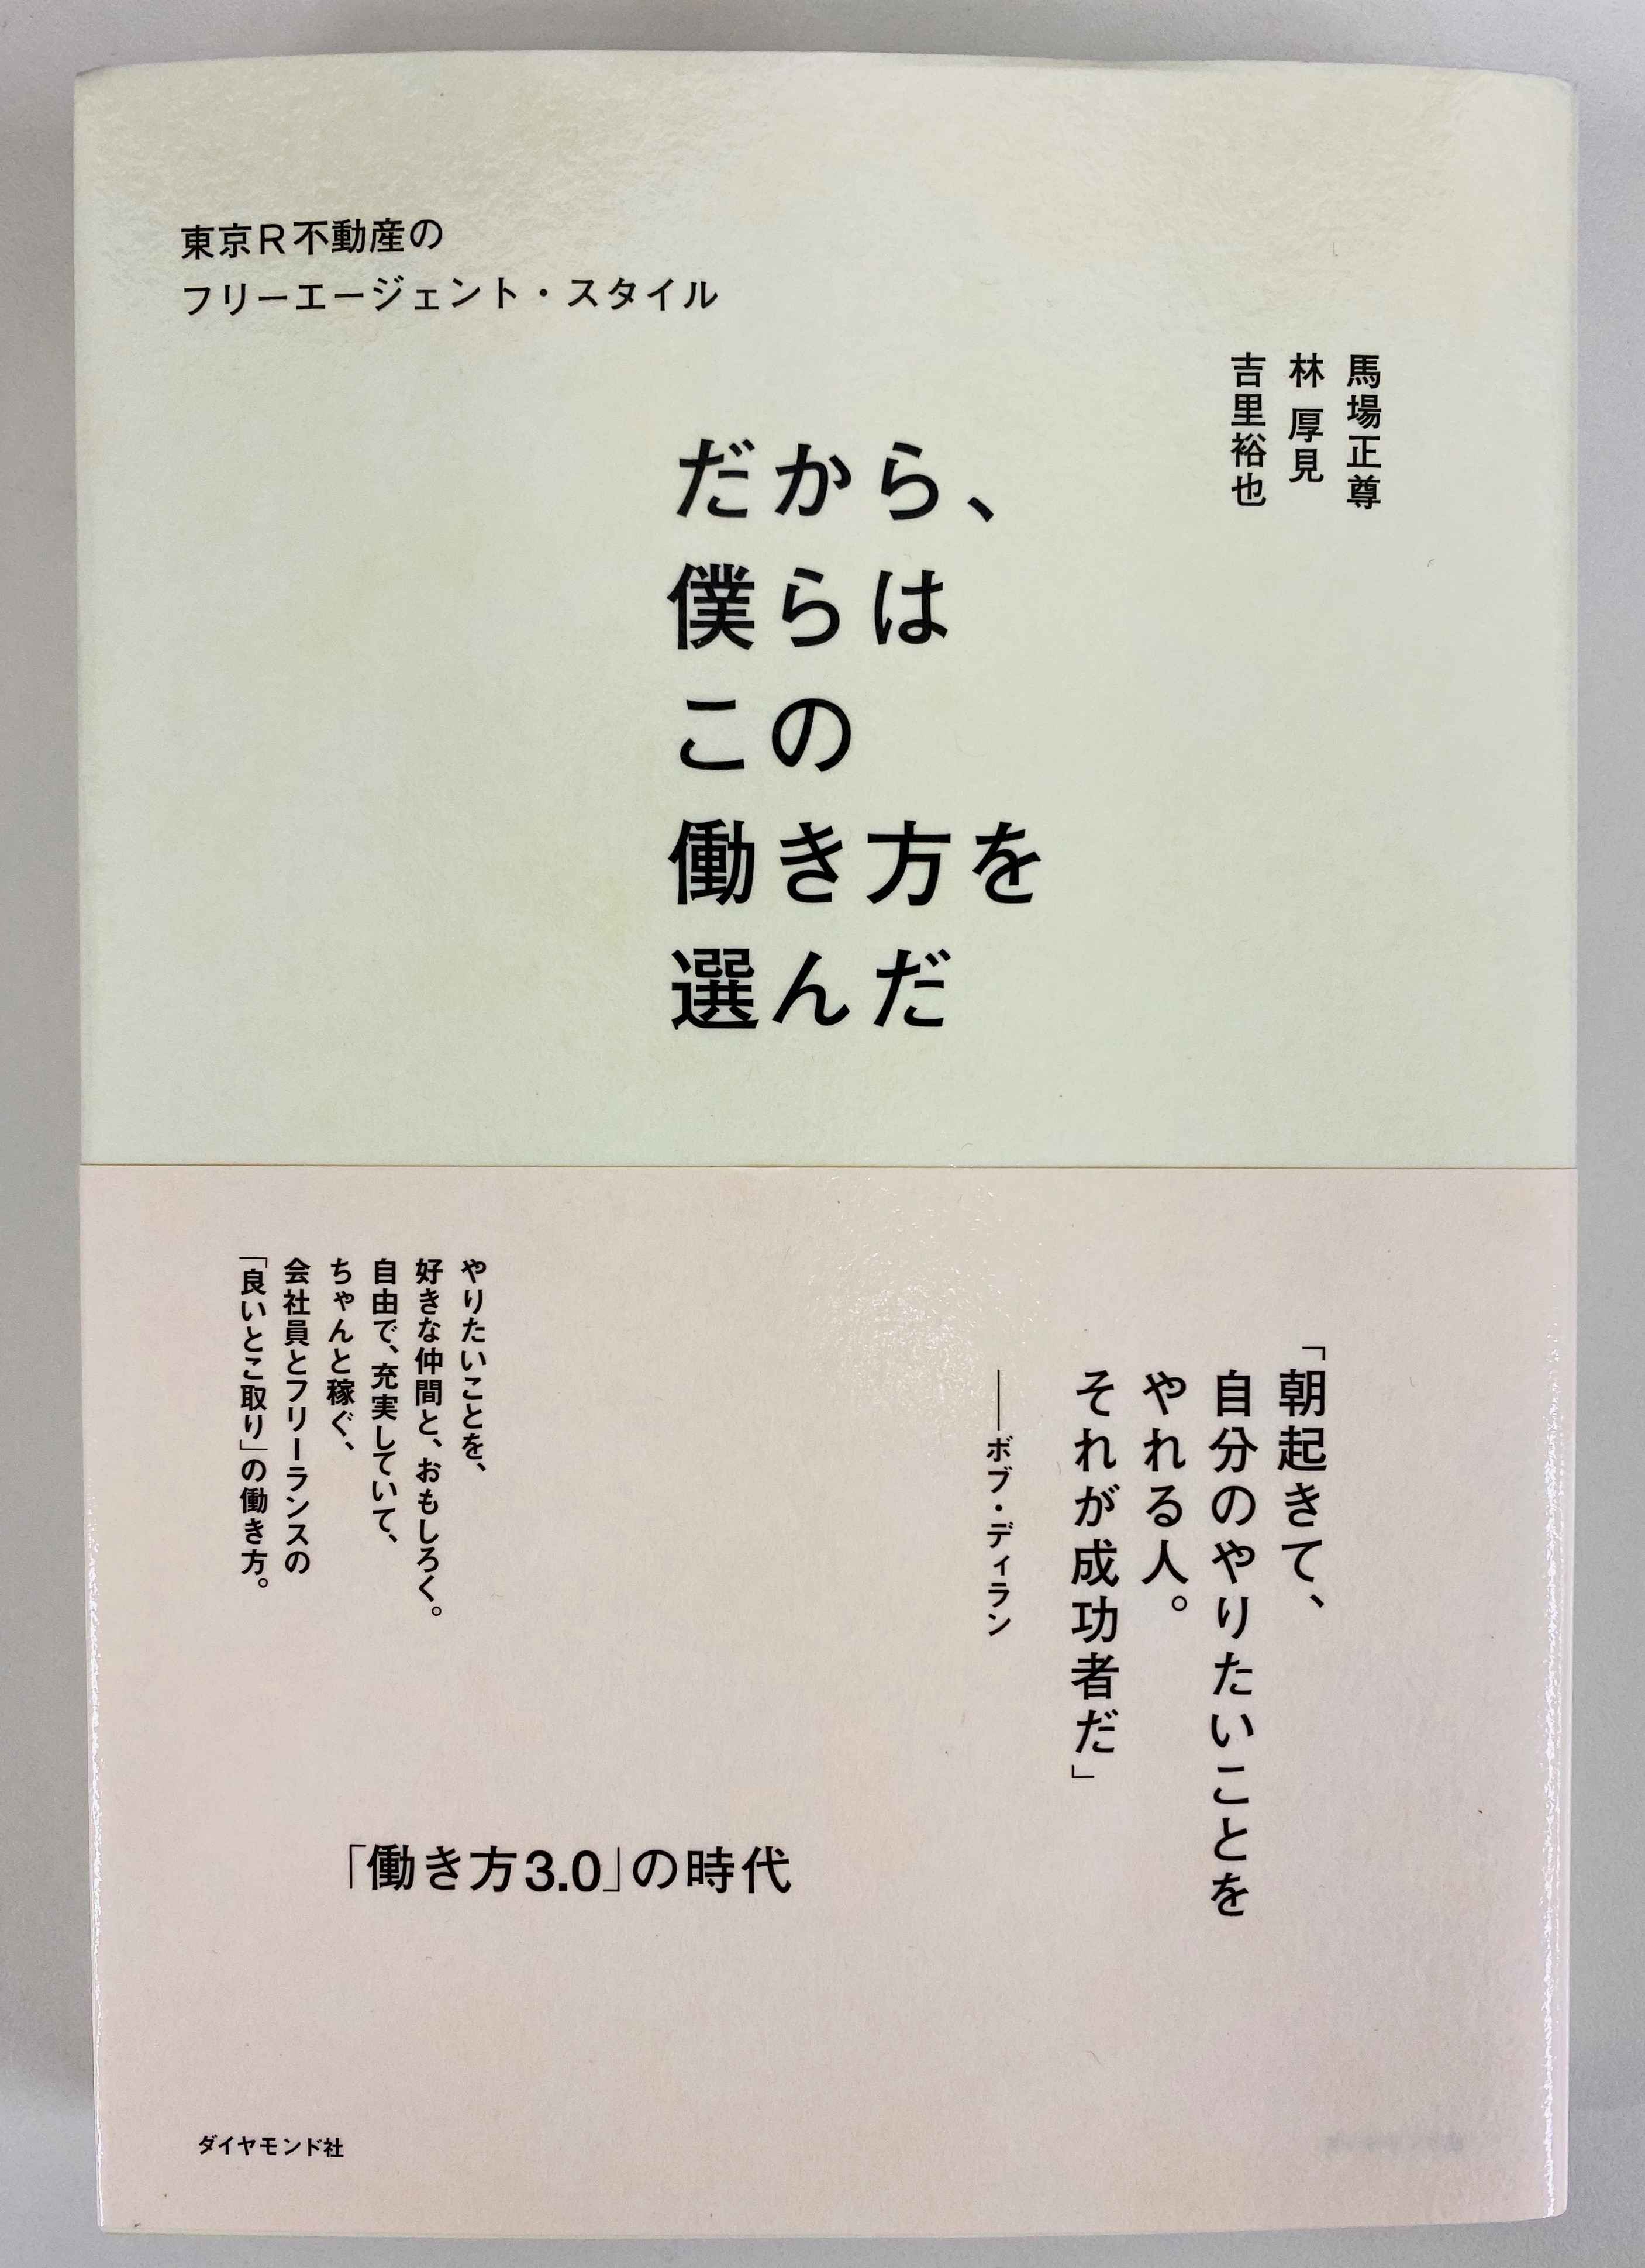 東京R不動産の
フリーエージェント・スタイル
馬場正尊
林 厚見
吉里裕也
だから、
僕らは
この
働き方を
選んだ
「朝起きて、
自分のやりたいことを
やれる人。
それが成功者だ」
――ボブ・ディラン
やりたいことを、
好きな仲間と、おもしろく。
自由で、充実していて、
ちゃんと稼ぐ、
会社員とフリーランスの
「良いとこ取り」の働き方。
「働き方3.0」の時代
ダイヤモンド社